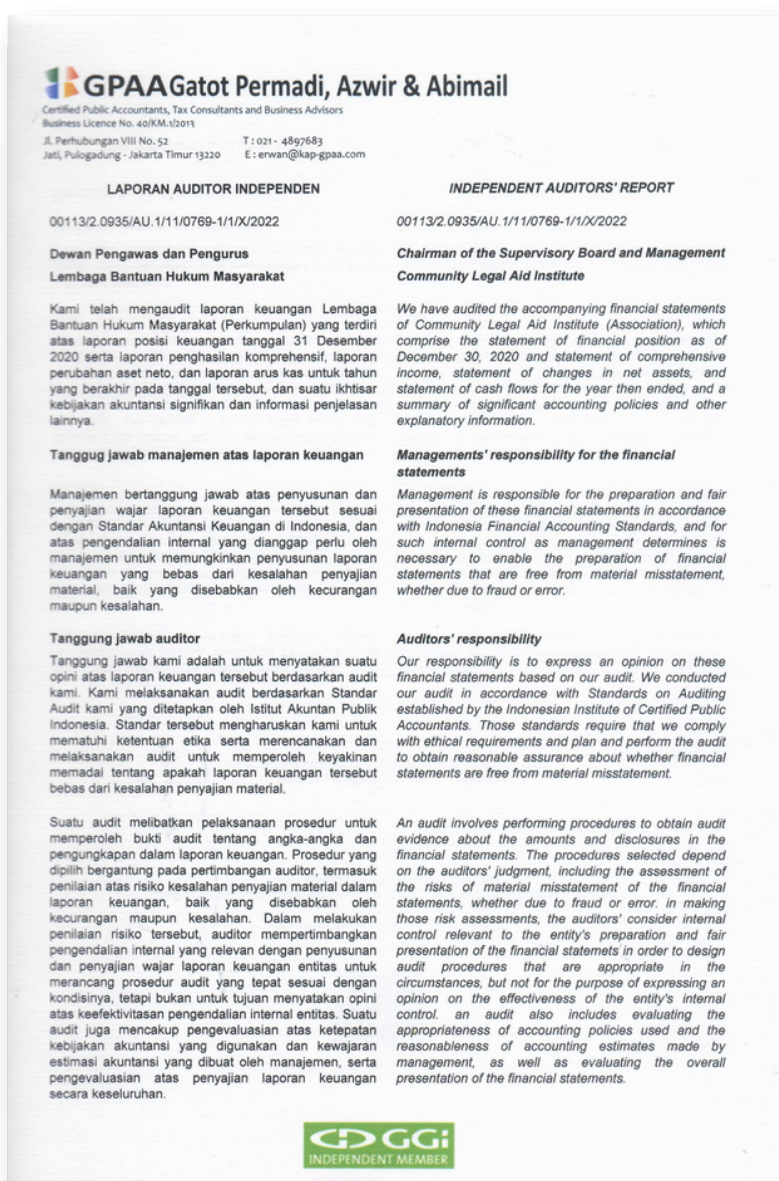 GPAA Gatot Permadi, Azwir & Abimail
Certified Public Accountants, Tax Consultants and Business Advisors
Business Licence No. 40/KM.1/2013
Jl. Perhubungan VIII No. 52
Jati, Pulogadung - Jakarta Timur 13220
T : 021 - 4897683
E : erwan@kap-gpaa.com
LAPORAN AUDITOR INDEPENDEN
00113/2.0935/AU.1/11/0769-1/1/X/2022
Dewan Pengawas dan Pengurus
Lembaga Bantuan Hukum Masyarakat
Kami telah mengaudit laporan keuangan Lembaga
Bantuan Hukum Masyarakat (Perkumpulan) yang terdiri
atas laporan posisi keuangan tanggal 31 Desember
2020 serta laporan penghasilan komprehensif, laporan
perubahan aset neto, dan laporan arus kas untuk tahun
yang berakhir pada tanggal tersebut, dan suatu ikhtisar
kebijakan akuntansi signifikan dan informasi penjelasan
lainnya.
Tanggug jawab manajemen atas laporan keuangan
Manajemen bertanggung jawab atas penyusunan dan
penyajian wajar laporan keuangan tersebut sesuai
dengan Standar Akuntansi Keuangan di Indonesia, dan
atas pengendalian internal yang dianggap perlu oleh
manajemen untuk memungkinkan penyusunan laporan
keuangan yang bebas dari kesalahan penyajian
material, baik yang disebabkan oleh kecurangan
maupun kesalahan.
Tanggung jawab auditor
Tanggung jawab kami adalah untuk menyatakan suatu
opini atas laporan keuangan tersebut berdasarkan audit
kami. Kami melaksanakan audit berdasarkan Standar
Audit kami yang ditetapkan oleh Istitut Akuntan Publik
Indonesia. Standar tersebut mengharuskan kami untuk
mematuhi ketentuan etika serta merencanakan dan
melaksanakan audit untuk memperoleh keyakinan
memadai tentang apakah laporan keuangan tersebut
bebas dari kesalahan penyajian material.
Suatu audit melibatkan pelaksanaan prosedur untuk
memperoleh bukti audit tentang angka-angka dan
pengungkapan dalam laporan keuangan. Prosedur yang
dipilih bergantung pada pertimbangan auditor, termasuk
penilaian atas risiko kesalahan penyajian material dalam
laporan keuangan, baik yang disebabkan oleh
kecurangan maupun kesalahan. Dalam melakukan
penilaian risiko tersebut, auditor mempertimbangkan
pengendalian internal yang relevan dengan penyusunan
dan penyajian wajar laporan keuangan entitas untuk
merancang prosedur audit yang tepat sesuai dengan
kondisinya, tetapi bukan untuk tujuan menyatakan opini
atas keefektivitasan pengendalian internal entitas. Suatu
audit juga mencakup pengevaluasian atas ketepatan
kebijakan akuntansi yang digunakan dan kewajaran
estimasi akuntansi yang dibuat oleh manajemen, serta
pengevaluasian atas penyajian laporan keuangan
secara keseluruhan.
INDEPENDENT AUDITORS' REPORT
00113/2.0935/AU.1/11/0769-1/1/X/2022
Chairman of the Supervisory Board and Management
Community Legal Aid Institute
We have audited the accompanying financial statements
of Community Legal Aid Institute (Association), which
comprise the statement of financial position as of
December 30, 2020 and statement of comprehensive
income, statement of changes in net assets, and
statement of cash flows for the year then ended, and a
summary of significant accounting policies and other
explanatory information.
Managements' responsibility for the financial
statements
Management is responsible for the preparation and fair
presentation of these financial statements in accordance
with Indonesia Financial Accounting Standards, and for
such internal control as management determines is
necessary to enable the preparation of financial
statements that are free from material misstatement,
whether due to fraud or error.
Auditors' responsibility
Our responsibility is to express an opinion on these
financial statements based on our audit. We conducted
our audit in accordance with Standards on Auditing
established by the Indonesian Institute of Certified Public
Accountants. Those standards require that we comply
with ethical requirements and plan and perform the audit
to obtain reasonable assurance about whether financial
statements are free from material misstatement.
An audit involves performing procedures to obtain audit
evidence about the amounts and disclosures in the
financial statements. The procedures selected depend
on the auditors' judgment, including the assessment of
the risks of material misstatement of the financial
statements, whether due to fraud or error. in making
those risk assessments, the auditors' consider internal
control relevant to the entity's preparation and fair
presentation of the financial statemets in order to design
audit procedures that are appropriate in the
circumstances, but not for the purpose of expressing an
opinion on the effectiveness of the entity's internal
control. an audit also includes evaluating the
appropriateness of accounting policies used and the
reasonableness of accounting estimates made by
management, as well as evaluating the overall
presentation of the financial statements.
GGi
INDEPENDENT MEMBER